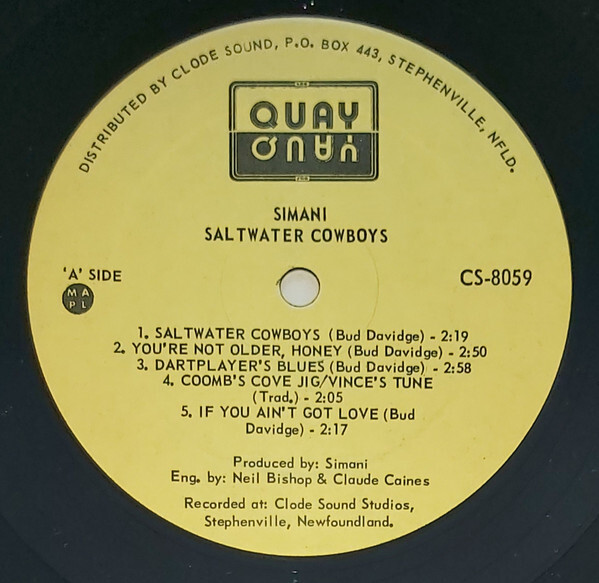 DISTRIBUTED BY CLODE SOUND, P.O. BOX 443, STEPHENVILLE, NFLD.
QUAY
QUAY
SIMANI
SALTWATER COWBOYS
'A' SIDE
CS-8059
MA
PL
1. SALTWATER COWBOYS (Bud Davidge) - 2:19
2. YOU'RE NOT OLDER, HONEY (Bud Davidge) - 2:50
3. DARTPLAYER'S BLUES (Bud Davidge) - 2:58
4. COOMB'S COVE JIG/VINCE'S TUNE
(Trad.) - 2:05
5. IF YOU AIN'T GOT LOVE (Bud
Davidge) - 2:17
Produced by: Simani
Eng. by: Neil Bishop & Claude Caines
Recorded at: Clode Sound Studios,
Stephenville, Newfoundland.